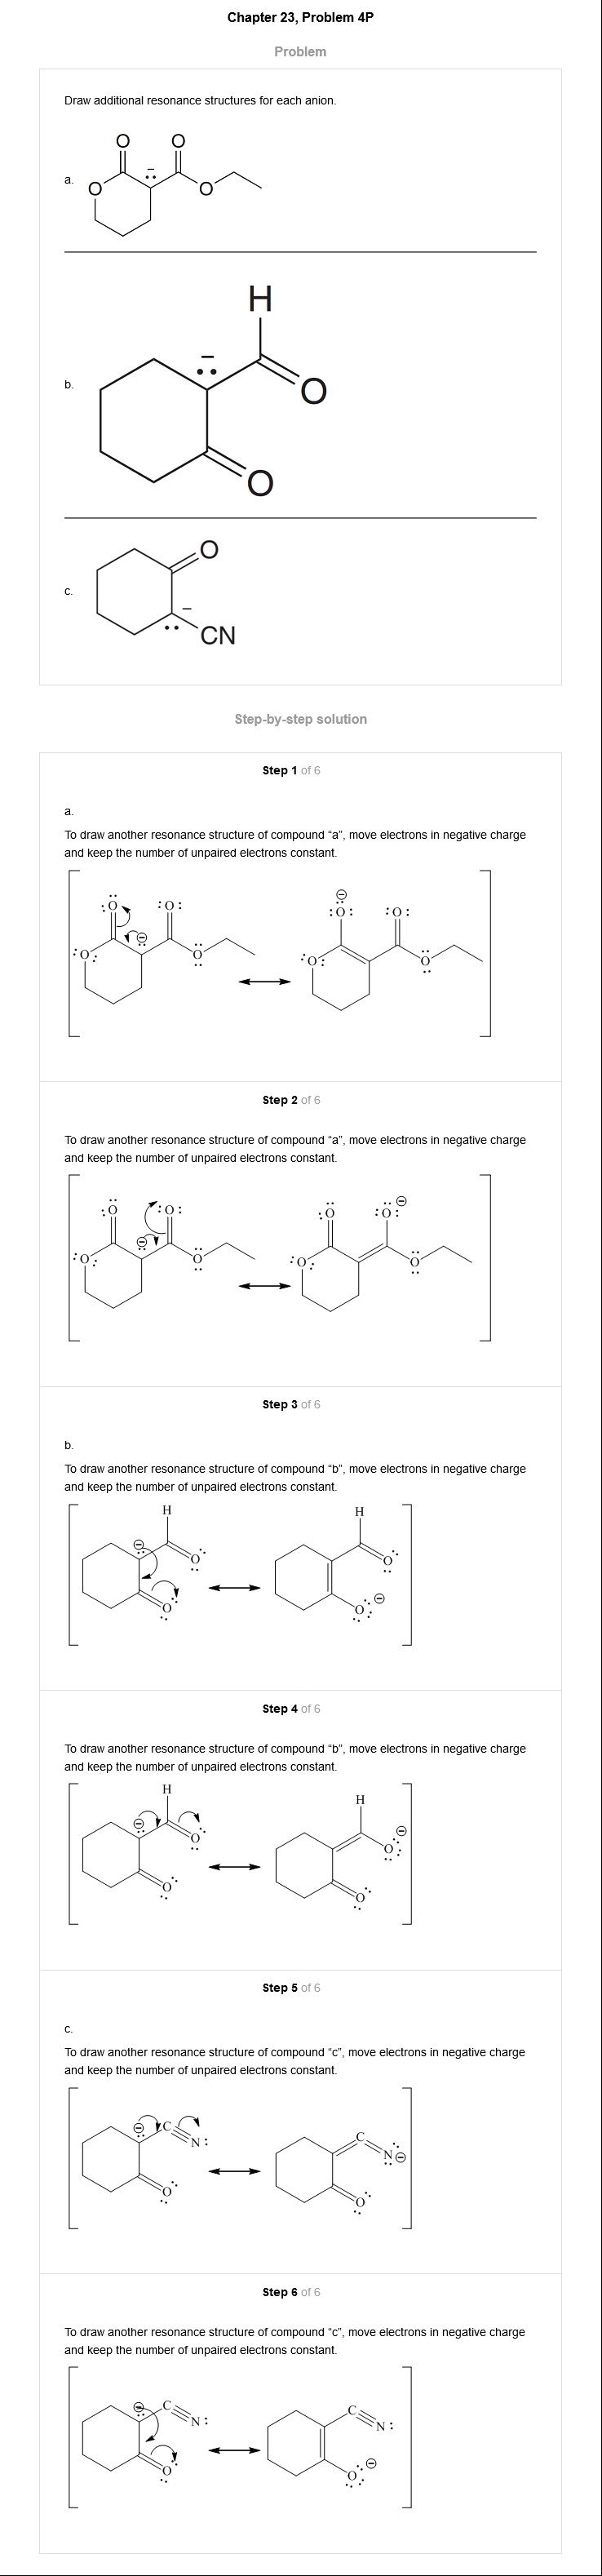 Chapter 23, Problem 4P
Problem
Draw additional resonance structures for each anion.
O O
a.
O O
H
b.
O
O
O
c.
CN
Step-by-step solution
Step 1 of 6
a.
To draw another resonance structure of compound “a”, move electrons in negative charge
and keep the number of unpaired electrons constant.
O O O O
O O O O
Step 2 of 6
To draw another resonance structure of compound “a”, move electrons in negative charge
and keep the number of unpaired electrons constant.
O O O O
O O O O
Step 3 of 6
b.
To draw another resonance structure of compound “b”, move electrons in negative charge
and keep the number of unpaired electrons constant.
H H
O O
O O
Step 4 of 6
To draw another resonance structure of compound “b”, move electrons in negative charge
and keep the number of unpaired electrons constant.
H H
O O
O O
Step 5 of 6
c.
To draw another resonance structure of compound “c”, move electrons in negative charge
and keep the number of unpaired electrons constant.
C C
N: N
O O
Step 6 of 6
To draw another resonance structure of compound “c”, move electrons in negative charge
and keep the number of unpaired electrons constant.
C C
N: N:
O O